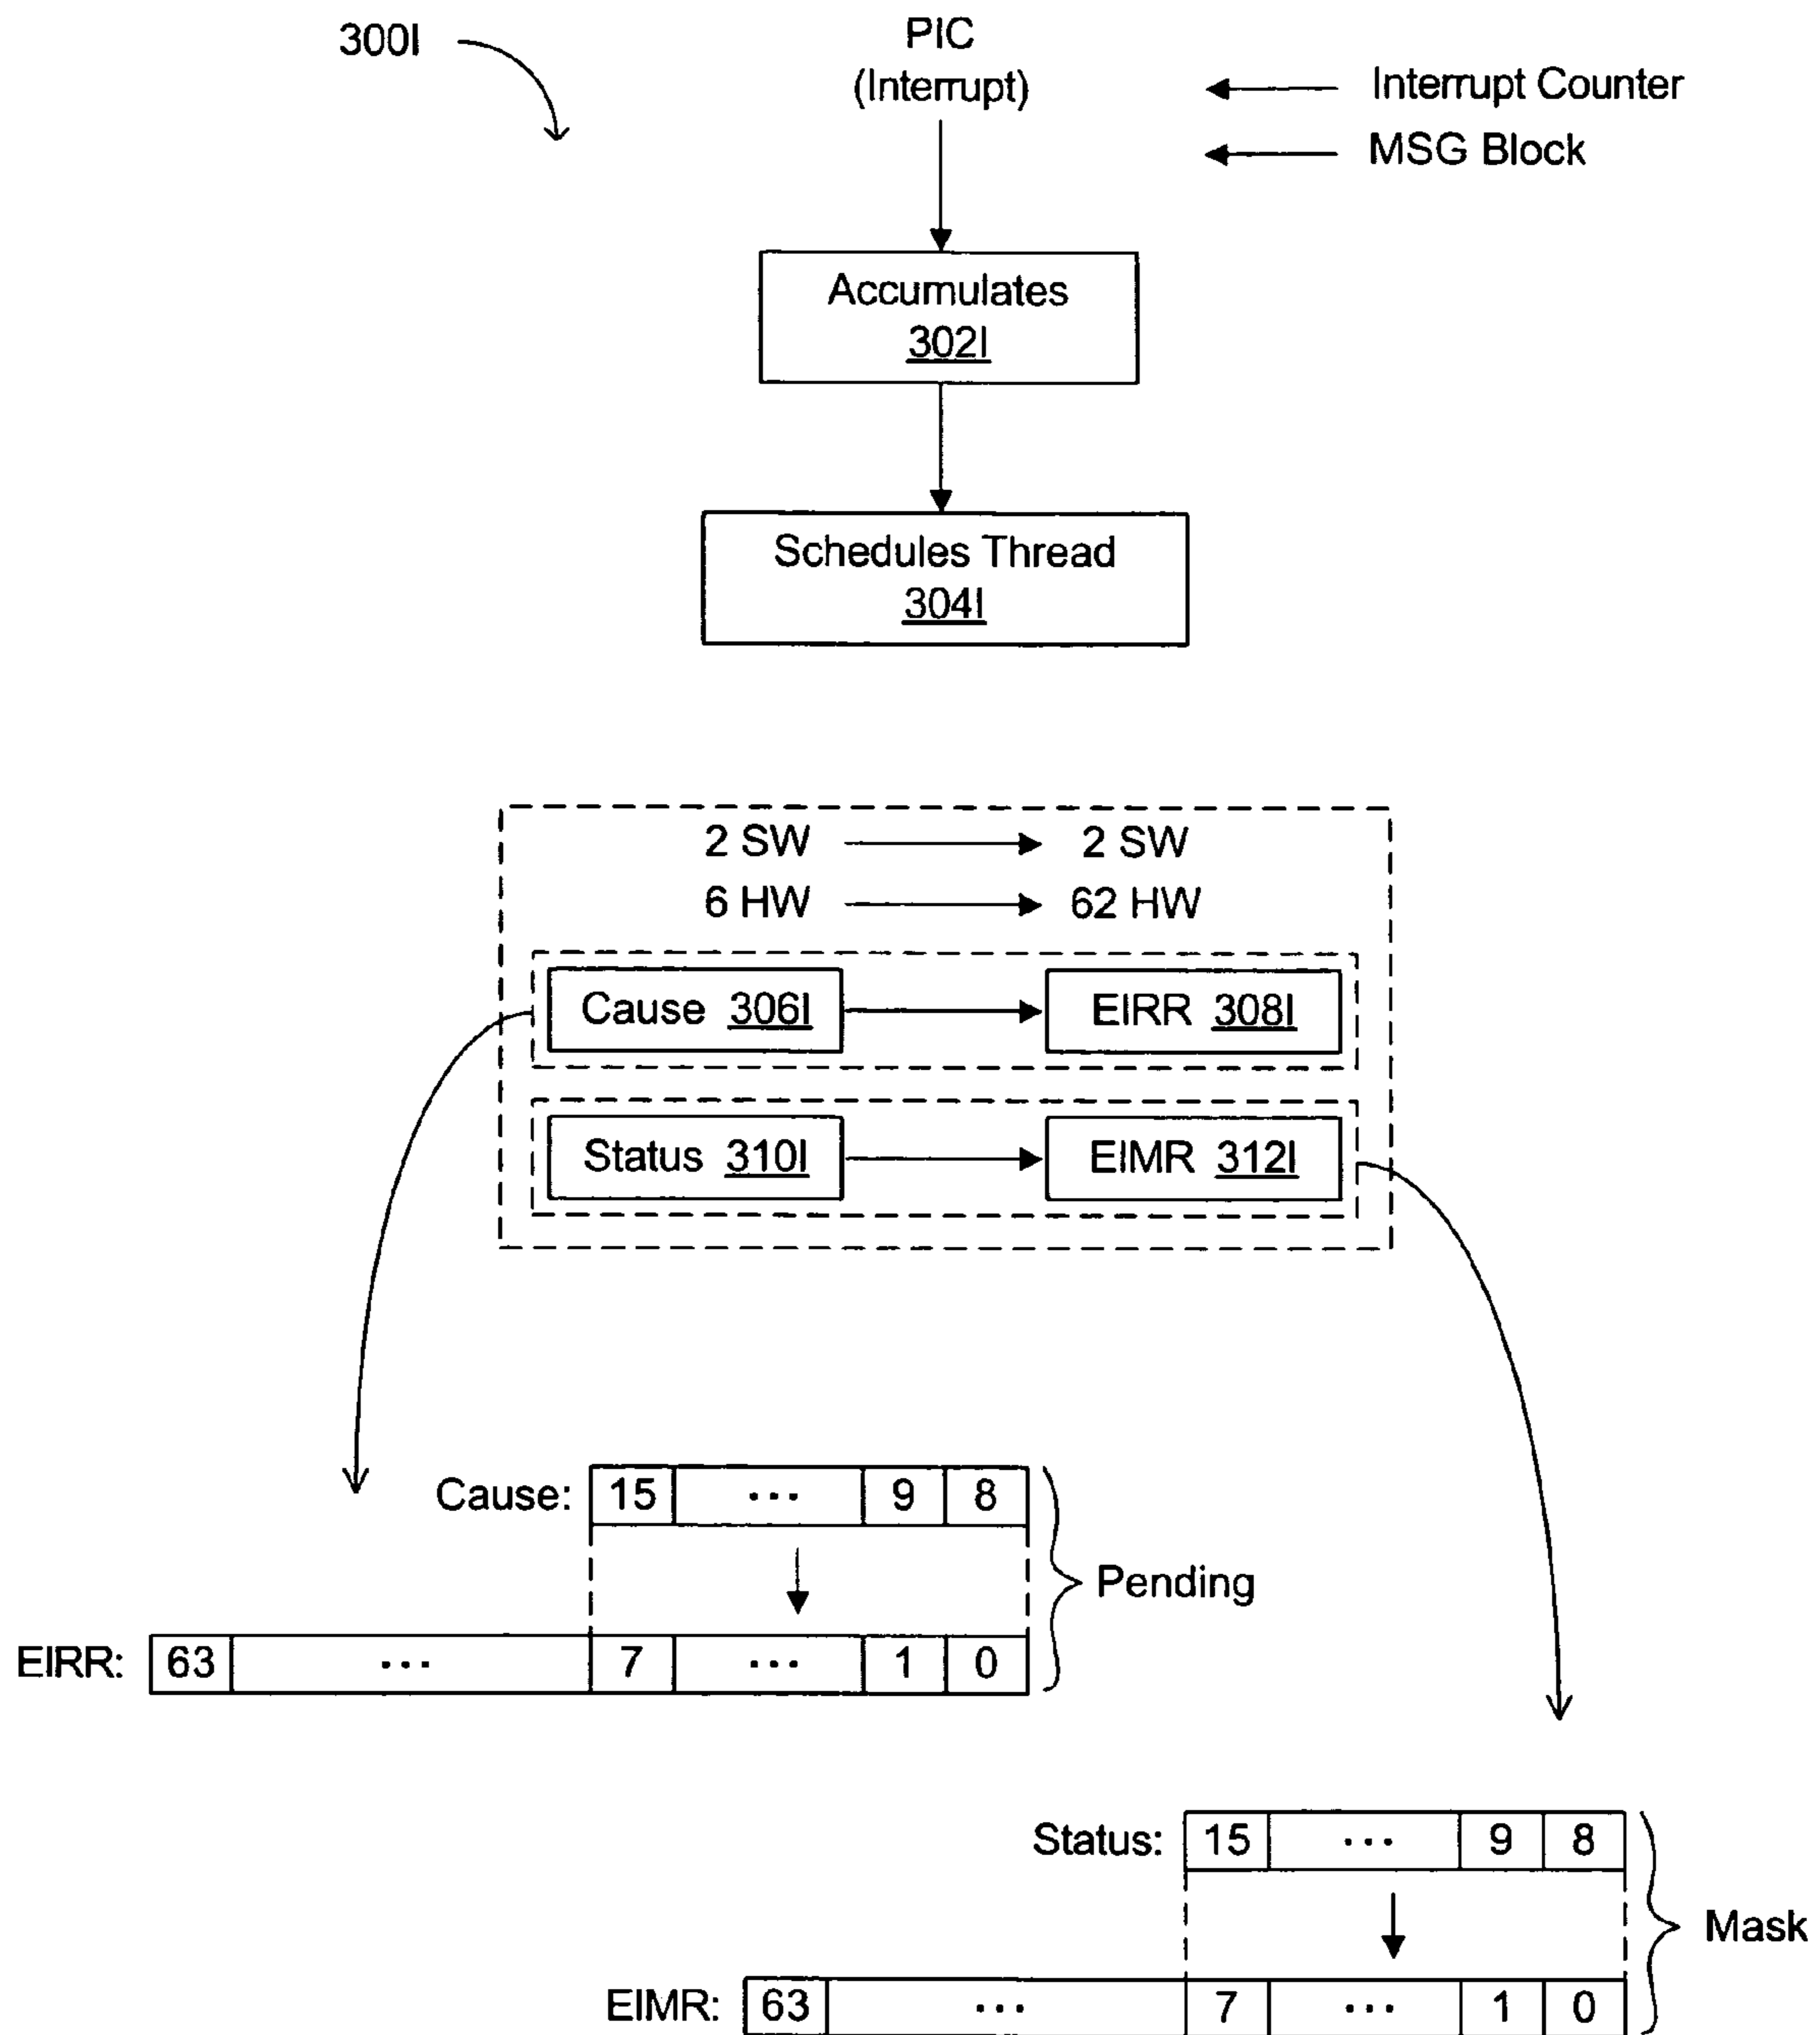 300I
PIC
(Interrupt)
Interrupt Counter
MSG Block
Accumulates
302I
Schedules Thread
304I
2 SW 2 SW
6 HW 62 HW
Cause 306I EIRR 308I
Status 310I EIMR 312I
Cause: 15 ... 9 8
Pending
EIRR: 63 ... 7 ... 1 0
Status: 15 ... 9 8
Mask
EIMR: 63 ... 7 ... 1 0